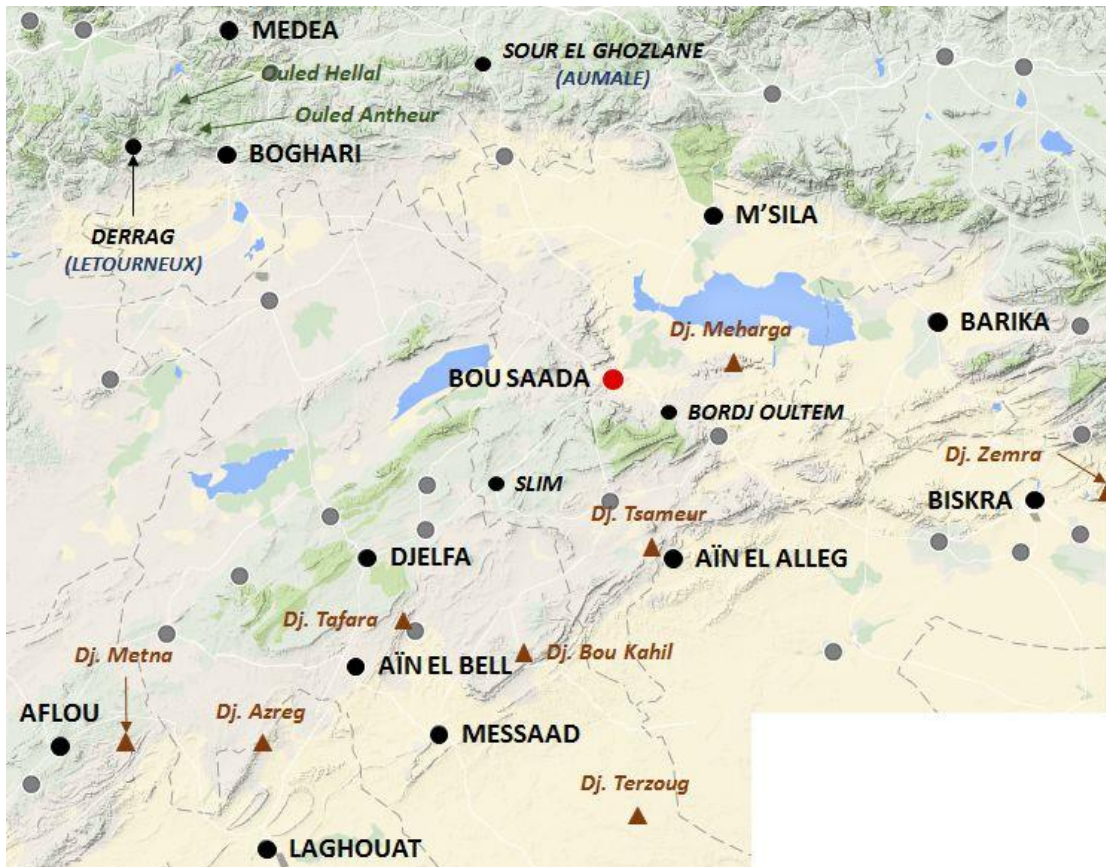 MEDEA
SOUR EL GHOZLANE
(AUMALE)
Ouled Hellal
Ouled Antheur
BOGHARI
DERRAG
(LETOURNEUX)
M’SILA
Dj. Meharga
BARIKA
BOU SAADA
BORDJ OULTEM
Dj. Zemra
SLIM
BISKRA
Dj. Tsameur
DJELFA
AÏN EL ALLEG
Dj. Tafara
Dj. Metna
AÏN EL BELL
Dj. Bou Kahil
AFLOU
Dj. Azreg
MESSAAD
Dj. Terzoug
LAGHOUAT